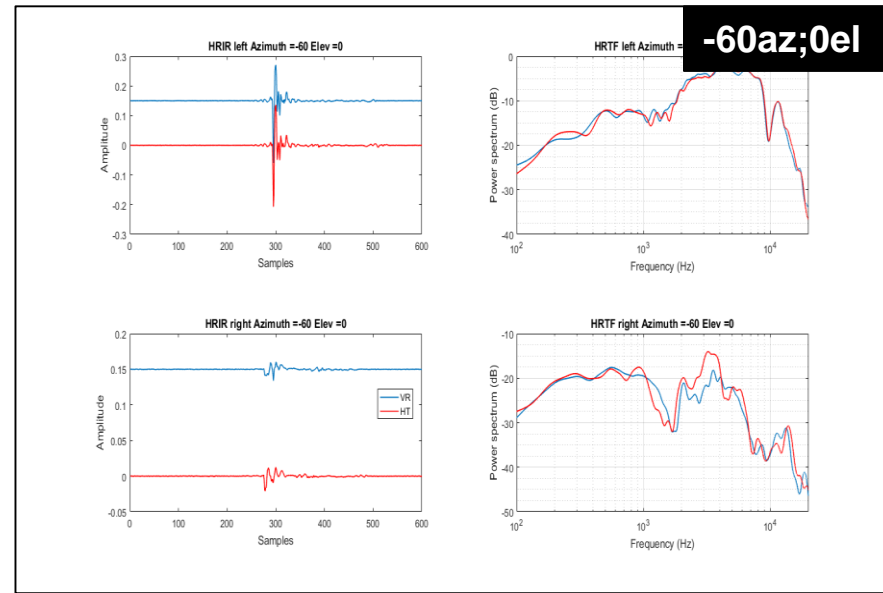 -60az;0el
HRIR left Azimuth =-60 Elev =0
0.3
0.2
0.1
0
-0.1
-0.2
-0.3
Amplitude
0 100 200 300 400 500 600
Samples
HRTF left Azimuth =
0
-10
-20
-30
-40
Power spectrum (dB)
10^2 10^3 10^4
Frequency (Hz)
HRIR right Azimuth =-60 Elev =0
0.2
0.15
0.1
0.05
0
-0.05
Amplitude
VR
HT
0 100 200 300 400 500 600
Samples
HRTF right Azimuth =-60 Elev =0
-10
-20
-30
-40
-50
Power spectrum (dB)
10^2 10^3 10^4
Frequency (Hz)